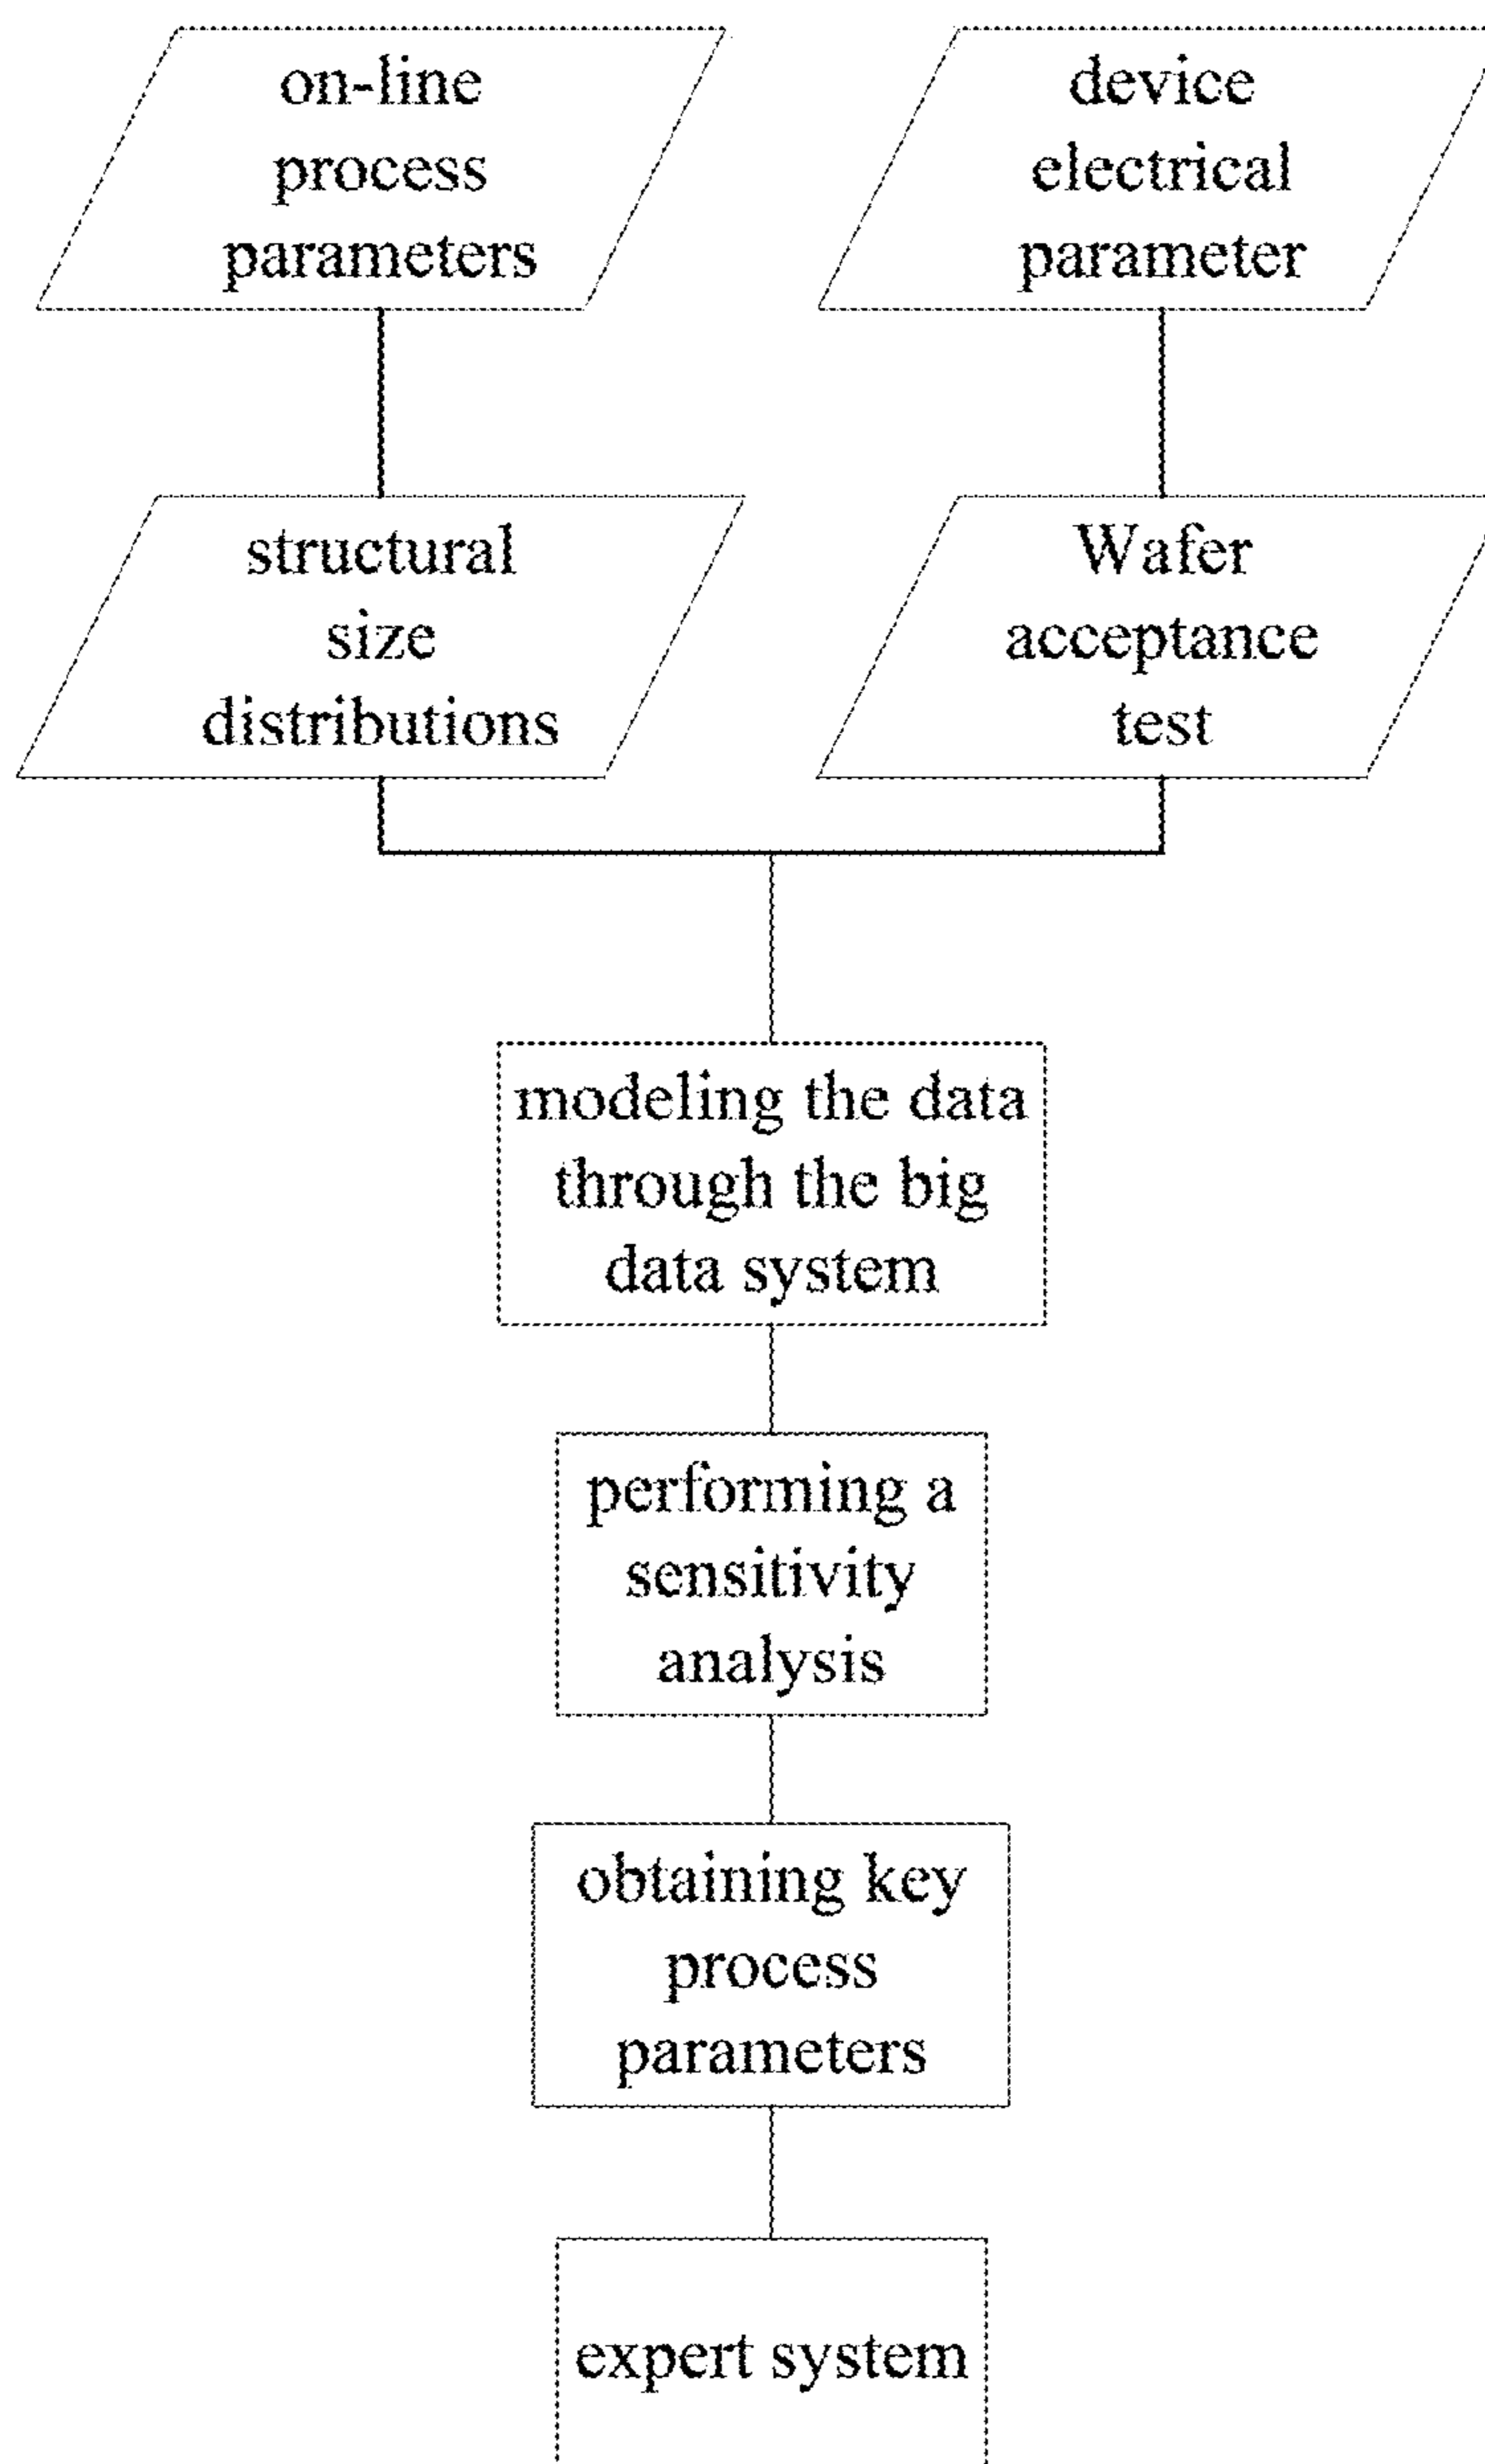 on-line
process
parameters
device
electrical
parameter
structural
size
distributions
Wafer
acceptance
test
modeling the data
through the big
data system
performing a
sensitivity
analysis
obtaining key
process
parameters
expert system